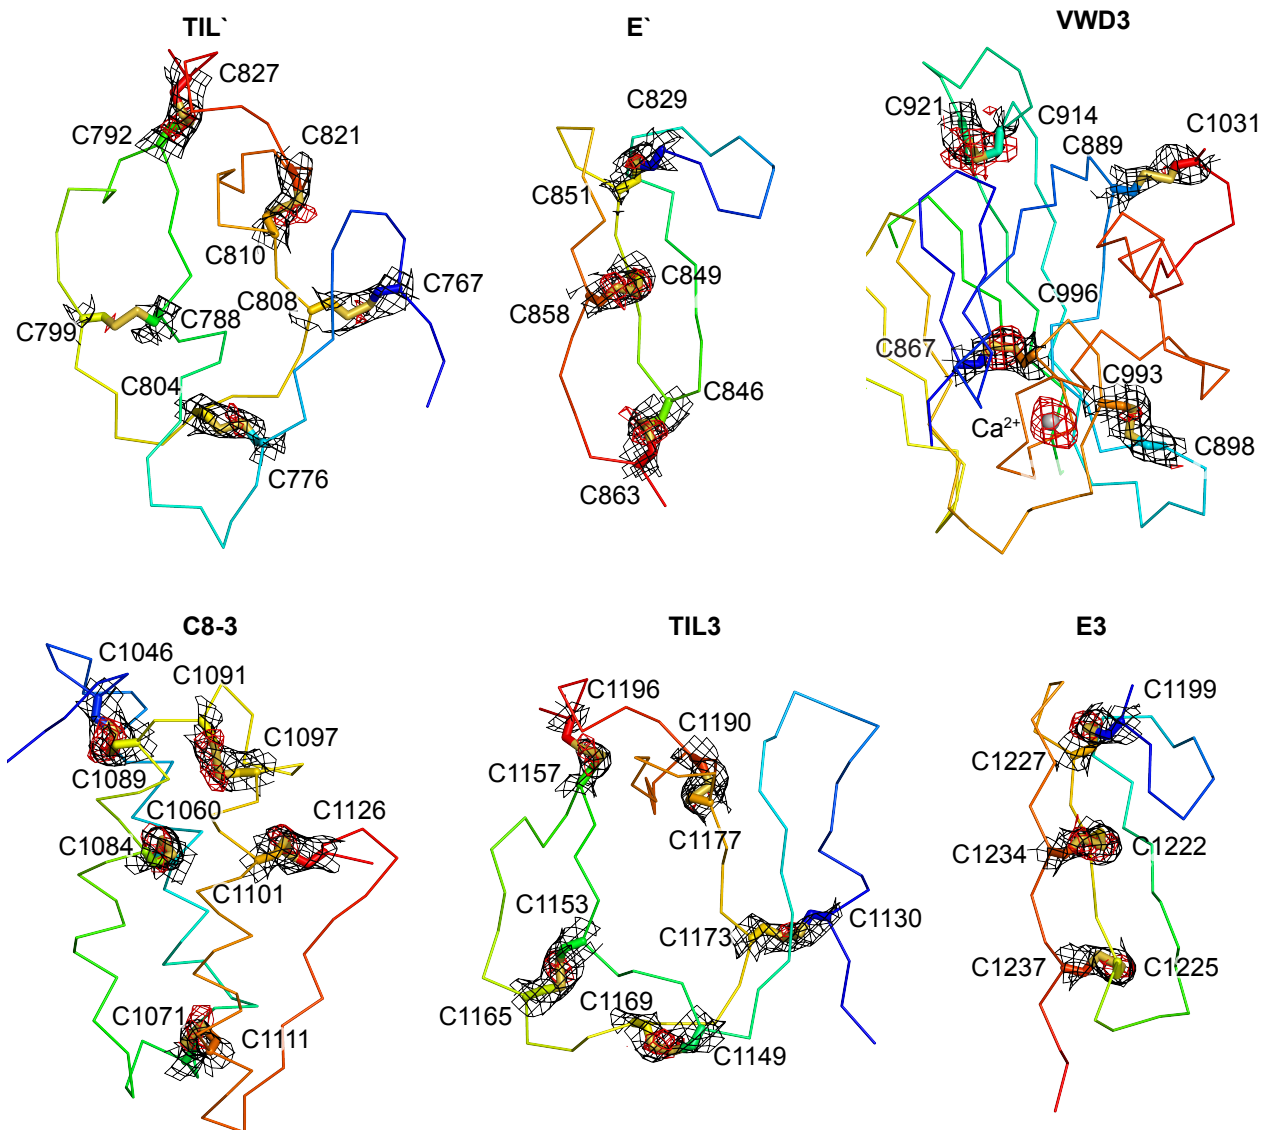 TIL` E` VWD3
C827
C792
C821
C810
C808
C767
C799
C788
C804
C776
C829
C851
C849
C858
C846
C863
C921
C914
C889
C1031
C996
C867
C993
Ca²⁺
C898
C8-3 TIL3 E3
C1046
C1091
C1097
C1089
C1060
C1126
C1084
C1101
C1071
C1111
C1196
C1190
C1157
C1177
C1153
C1173
C1130
C1165
C1169
C1149
C1199
C1227
C1234
C1222
C1237
C1225